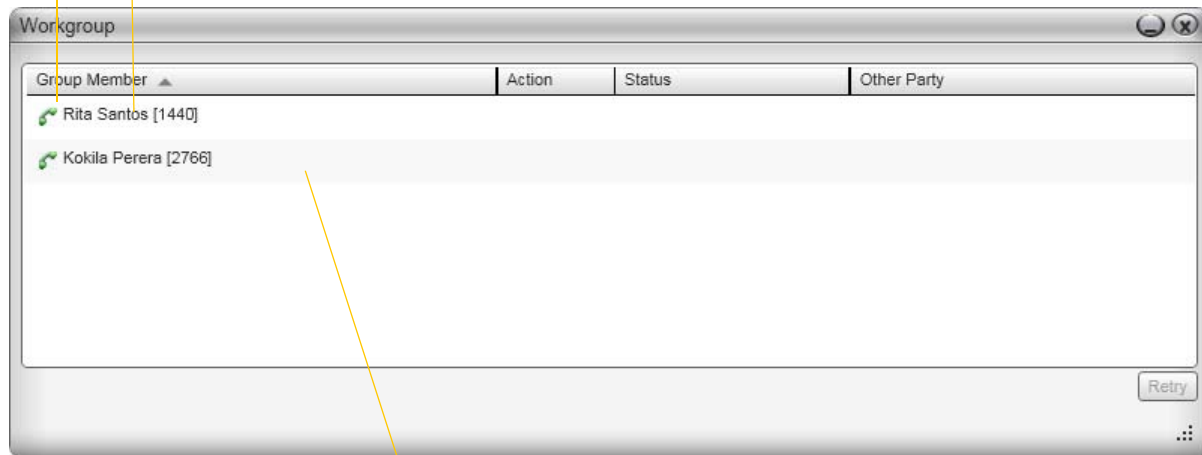 Workgroup
Group Member Action Status Other Party
Rita Santos [1440]
Kokila Perera [2766]
Retry